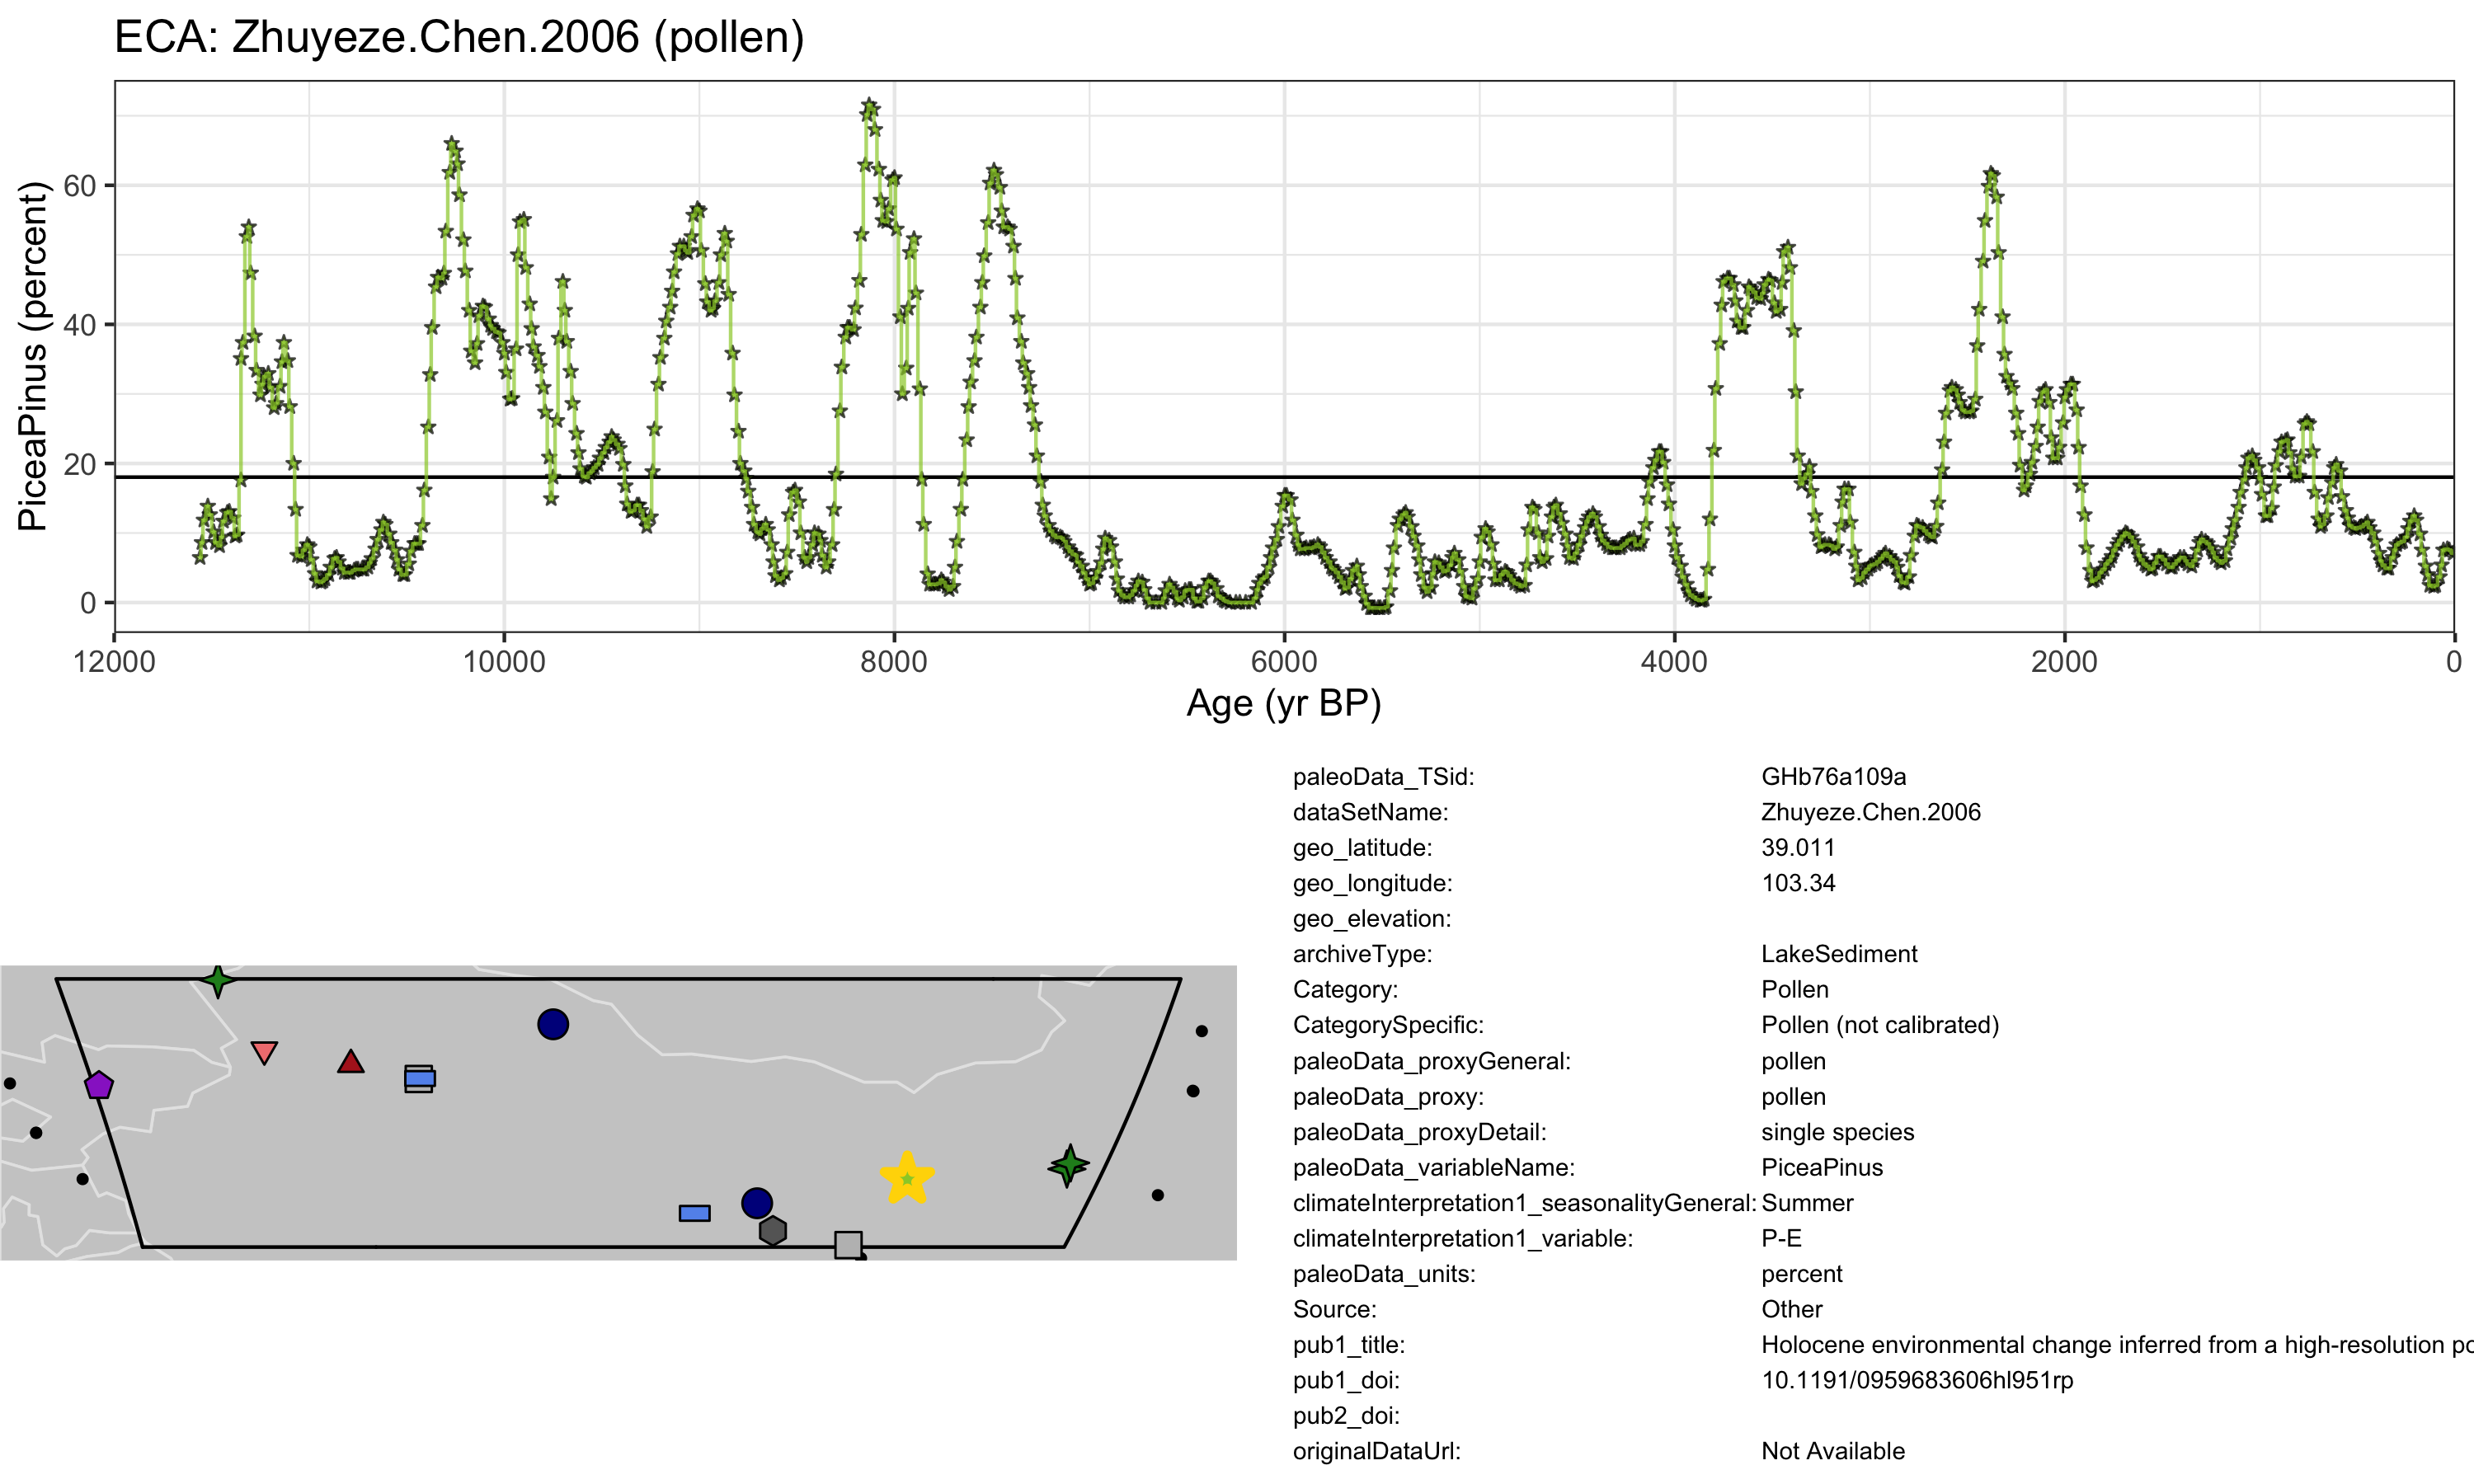 ECA: Zhuyeze.Chen.2006 (pollen)
PiceaPinus (percent)
60
40
20
0
12000 10000 8000 6000 4000 2000 0
Age (yr BP)
paleoData_TSid: GHb76a109a
dataSetName: Zhuyeze.Chen.2006
geo_latitude: 39.011
geo_longitude: 103.34
geo_elevation:
archiveType: LakeSediment
Category: Pollen
CategorySpecific: Pollen (not calibrated)
paleoData_proxyGeneral: pollen
paleoData_proxy: pollen
paleoData_proxyDetail: single species
paleoData_variableName: PiceaPinus
climateInterpretation1_seasonalityGeneral: Summer
climateInterpretation1_variable: P-E
paleoData_units: percent
Source: Other
pub1_title: Holocene environmental change inferred from a high-resolution po
pub1_doi: 10.1191/0959683606hl951rp
pub2_doi:
originalDataUrl: Not Available